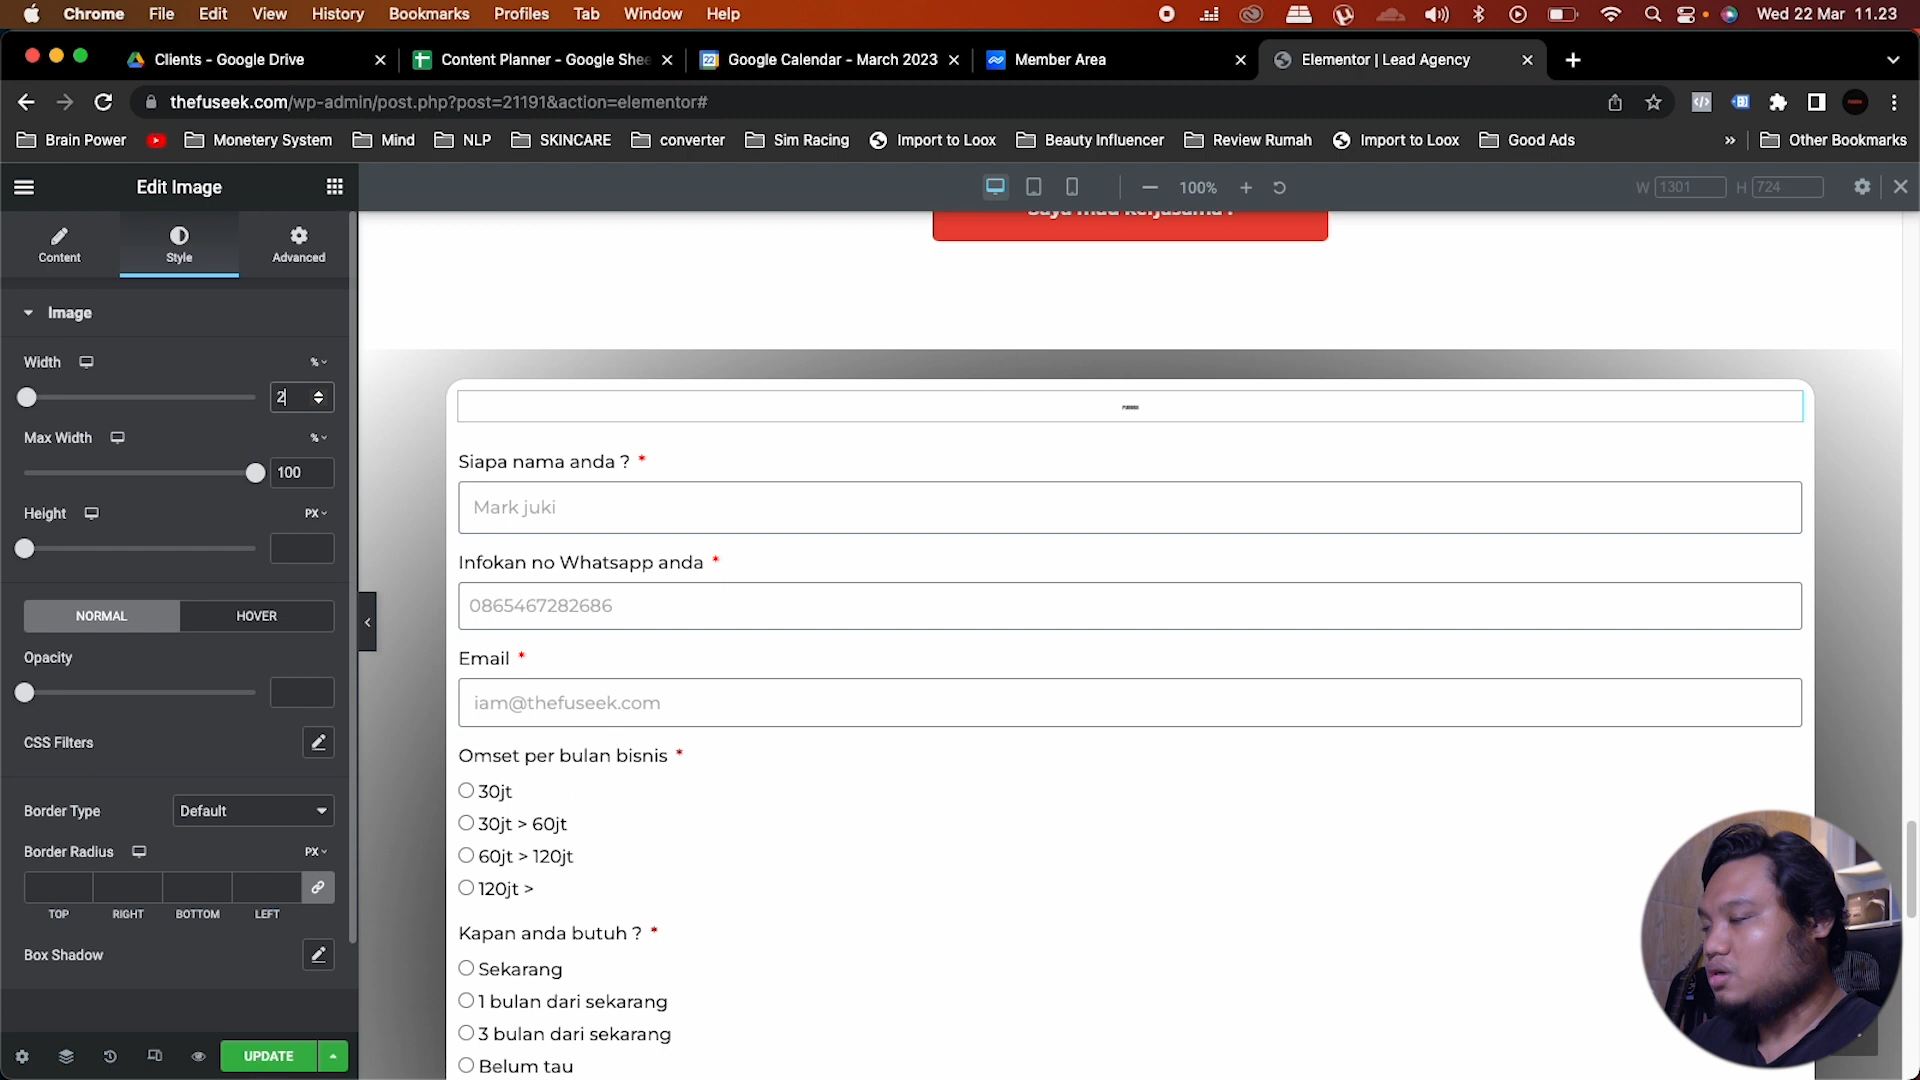 Chrome File Edit View History Bookmarks Profiles Tab Window Help Wed 22 Mar 11.23
Clients - Google Drive Content Planner - Google Shee Google Calendar - March 2023 Member Area Elementor | Lead Agency
thefuseek.com/wp-admin/post.php?post=21191&action=elementor#
Brain Power Monetery System Mind NLP SKINCARE converter Sim Racing Import to Loox Beauty Influencer Review Rumah Import to Loox Good Ads » Other Bookmarks
Edit Image 100% W 1301 H 724
Content Style Advanced
Saya mau kerjasama !
Image
Width %
2
Max Width %
100
Height PX
NORMAL HOVER
Opacity
CSS Filters
Border Type Default
Border Radius PX
TOP RIGHT BOTTOM LEFT
Box Shadow
UPDATE
Siapa nama anda ? *
Mark juki
Infokan no Whatsapp anda *
0865467282686
Email *
iam@thefuseek.com
Omset per bulan bisnis *
30jt
30jt > 60jt
60jt > 120jt
120jt >
Kapan anda butuh ? *
Sekarang
1 bulan dari sekarang
3 bulan dari sekarang
Belum tau